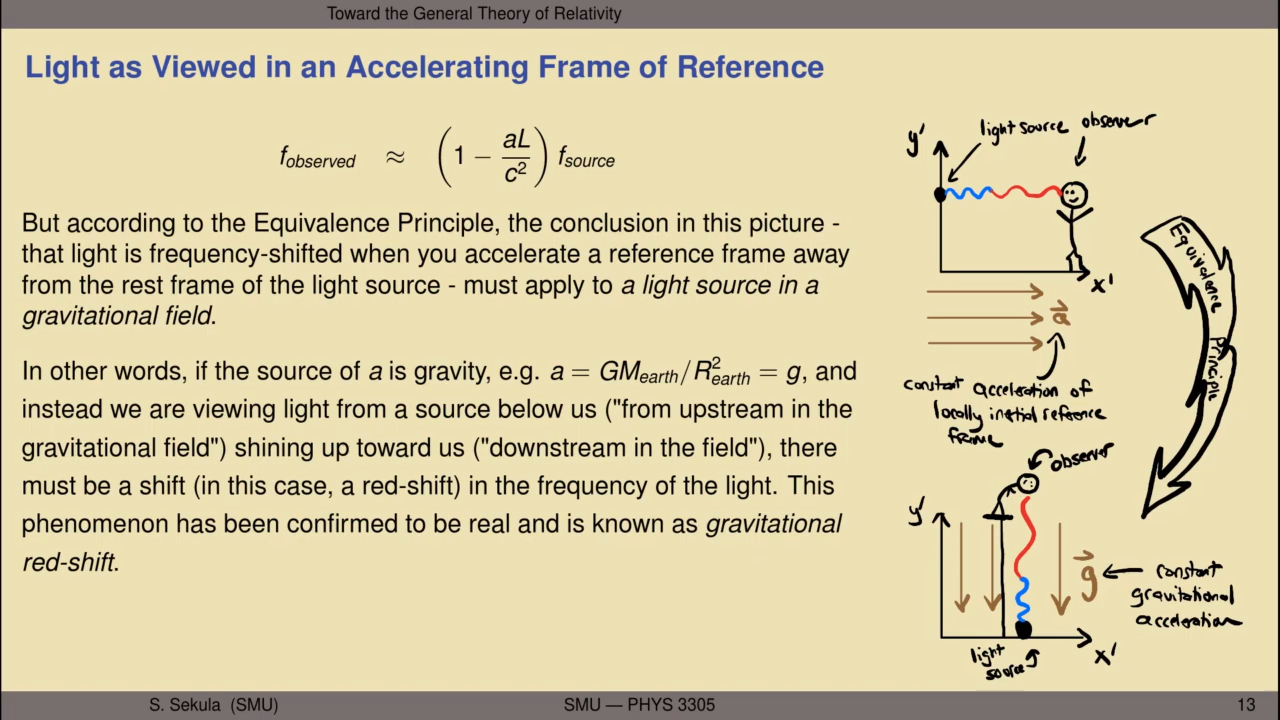 Toward the General Theory of Relativity
Light as Viewed in an Accelerating Frame of Reference
f_observed ≈ (1 − aL/c²) f_source
But according to the Equivalence Principle, the conclusion in this picture -
that light is frequency-shifted when you accelerate a reference frame away
from the rest frame of the light source - must apply to a light source in a
gravitational field.
In other words, if the source of a is gravity, e.g. a = GM_earth/R²_earth = g, and
instead we are viewing light from a source below us ("from upstream in the
gravitational field") shining up toward us ("downstream in the field"), there
must be a shift (in this case, a red-shift) in the frequency of the light. This
phenomenon has been confirmed to be real and is known as gravitational
red-shift.
light source observer
y'
x'
a
constant acceleration of
locally inertial reference
frame
Equivalence
Principle
observer
y'
g
constant
gravitational
acceleration
x'
light
source
S. Sekula (SMU)
SMU — PHYS 3305
13